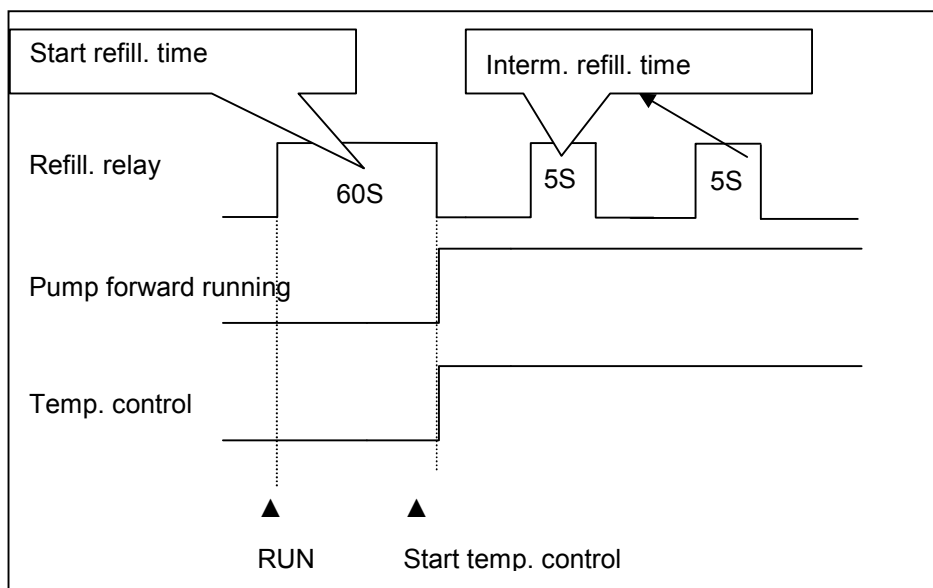 Start refill. time
Interm. refill. time
Refill. relay
60S
5S
5S
Pump forward running
Temp. control
RUN
Start temp. control